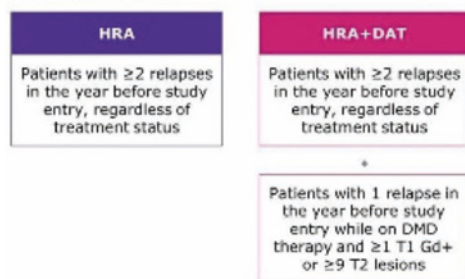 HRA
Patients with ≥2 relapses
in the year before study
entry, regardless of
treatment status
HRA+DAT
Patients with ≥2 relapses
in the year before study
entry, regardless of
treatment status
+
Patients with 1 relapse in
the year before study
entry while on DMD
therapy and ≥1 T1 Gd+
or ≥9 T2 lesions